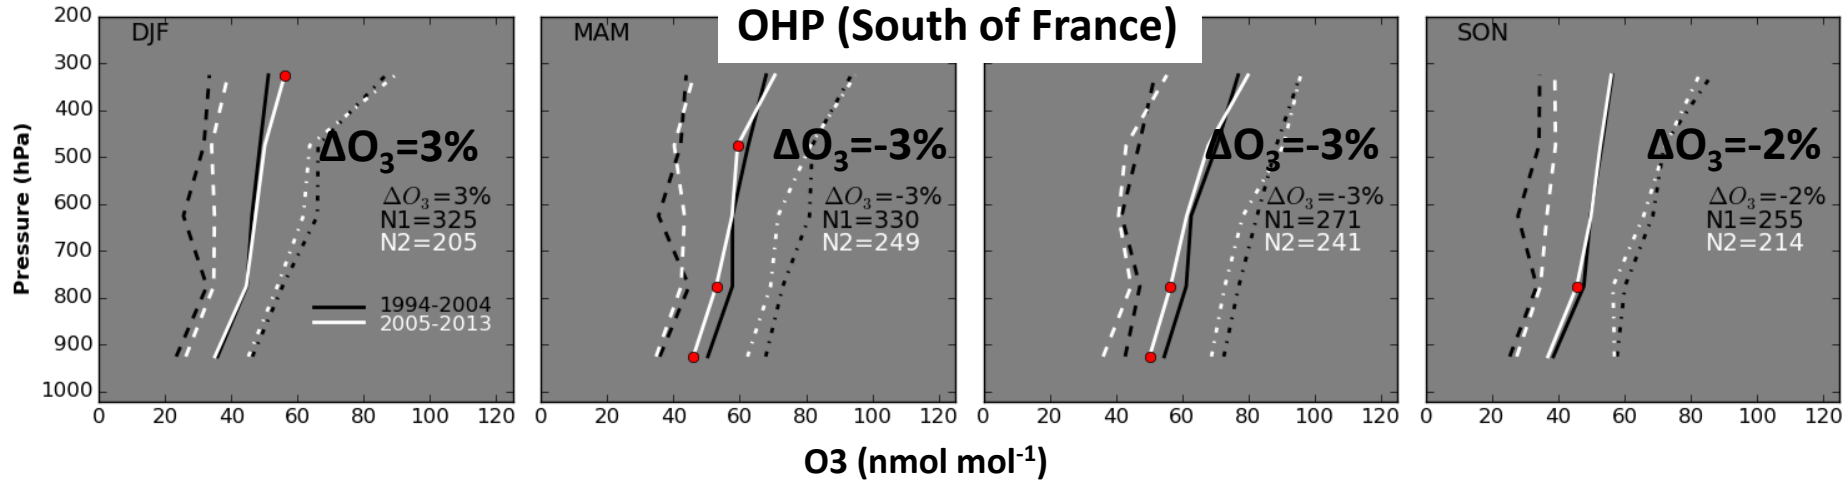 OHP (South of France)
Pressure (hPa)
200
300
400
500
600
700
800
900
1000
DJF
ΔO3=3%
ΔO3=3%
N1=325
N2=205
1994-2004
2005-2013
0 20 40 60 80 100 120
MAM
ΔO3=-3%
ΔO3=-3%
N1=330
N2=249
0 20 40 60 80 100 120
ΔO3=-3%
ΔO3=-3%
N1=271
N2=241
0 20 40 60 80 100 120
SON
ΔO3=-2%
ΔO3=-2%
N1=255
N2=214
0 20 40 60 80 100 120
O3 (nmol mol-1)